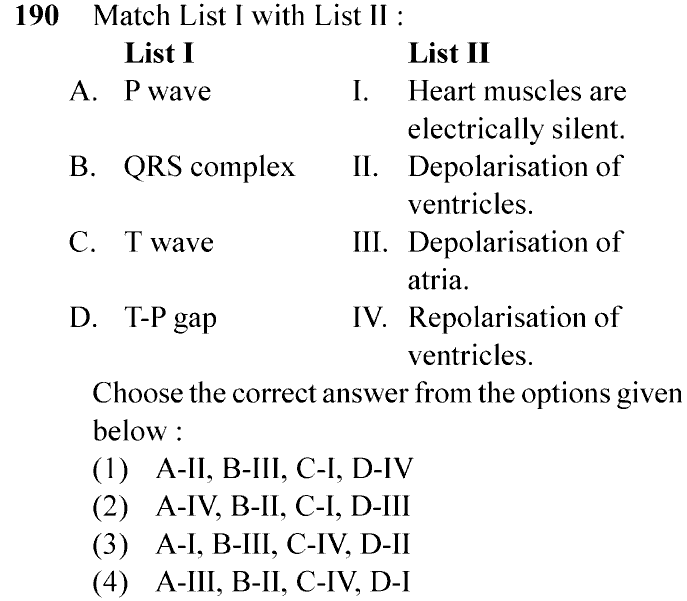 190 Match List I with List II :
List I List II
A. P wave I. Heart muscles are
electrically silent.
B. QRS complex II. Depolarisation of
ventricles.
C. T wave III. Depolarisation of
atria.
D. T-P gap IV. Repolarisation of
ventricles.
Choose the correct answer from the options given
below :
(1) A-II, B-III, C-I, D-IV
(2) A-IV, B-II, C-I, D-III
(3) A-I, B-III, C-IV, D-II
(4) A-III, B-II, C-IV, D-I